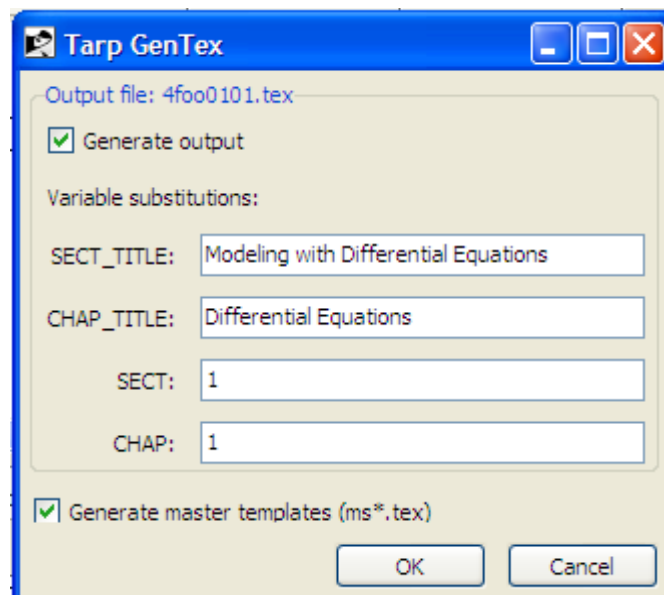 Tarp GenTex
Output file: 4foo0101.tex
Generate output
Variable substitutions:
SECT_TITLE: Modeling with Differential Equations
CHAP_TITLE: Differential Equations
SECT: 1
CHAP: 1
Generate master templates (ms*.tex)
OK Cancel